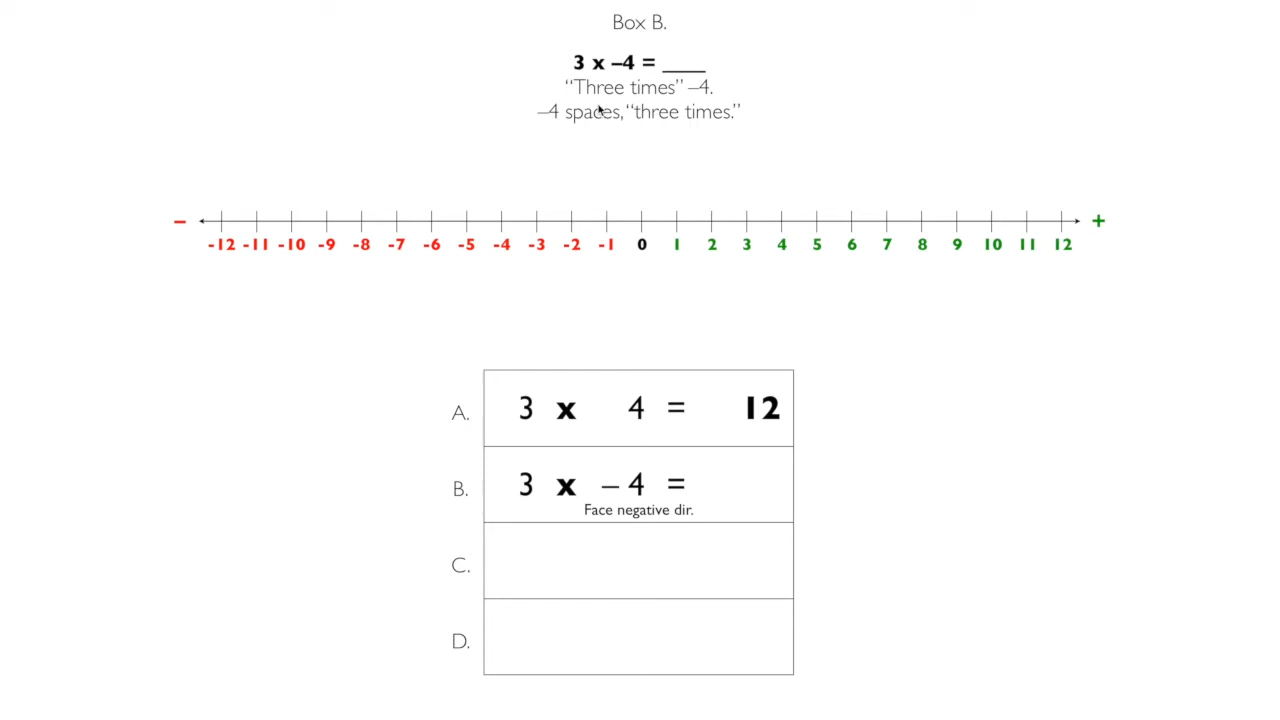 Box B.
3 x –4 = ____
“Three times” –4.
–4 spaces, “three times.”
– +
-12 -11 -10 -9 -8 -7 -6 -5 -4 -3 -2 -1 0 1 2 3 4 5 6 7 8 9 10 11 12
A. 3 x 4 = 12
B. 3 x – 4 =
Face negative dir.
C.
D.